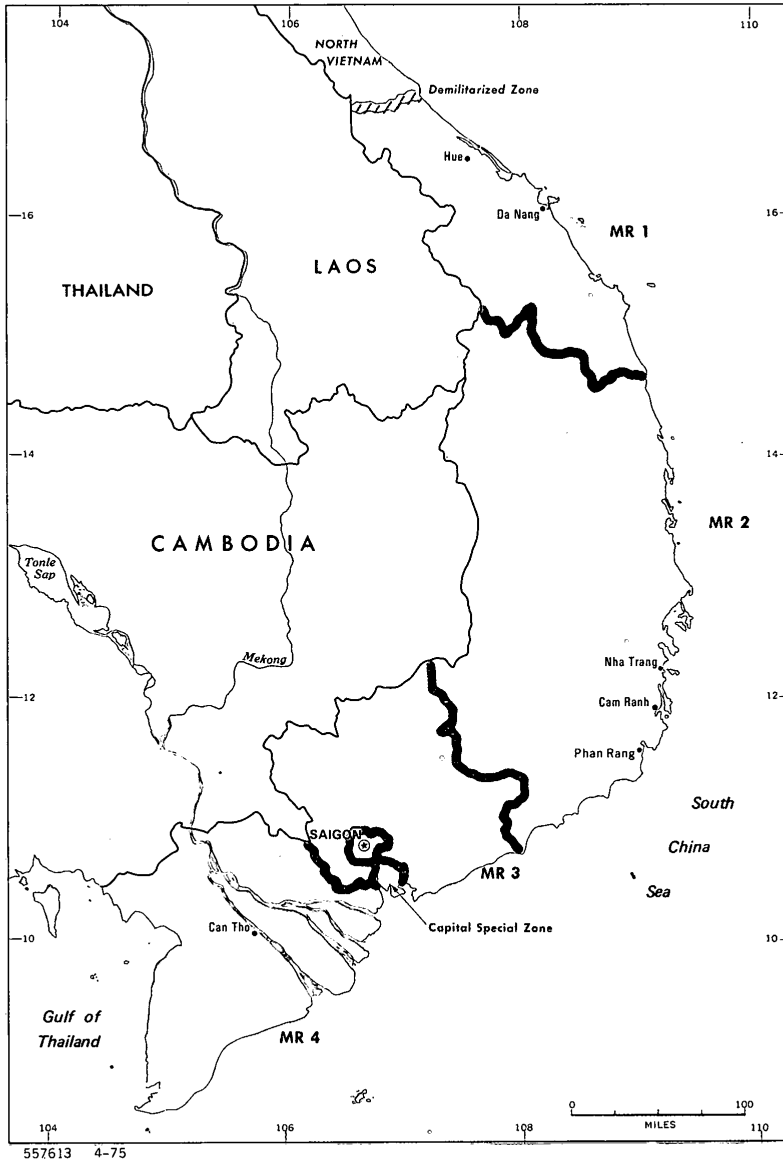 104
106
108
110
NORTH
VIETNAM
Demilitarized Zone
Hue
16
Da Nang
16
MR 1
LAOS
THAILAND
14
14
MR 2
CAMBODIA
Tonle
Sap
Mekong
Nha Trang
12
Cam Ranh
12
Phan Rang
South
SAIGON
China
MR 3
Sea
Capital Special Zone
Can Tho
10
10
Gulf of
Thailand
MR 4
0
100
MILES
104
106
108
110
557613 4-75